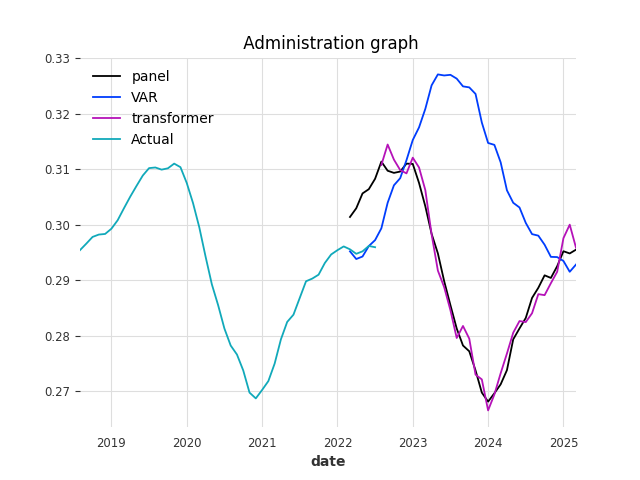 Administration graph
panel
VAR
transformer
Actual
0.33
0.32
0.31
0.30
0.29
0.28
0.27
2019 2020 2021 2022 2023 2024 2025
date